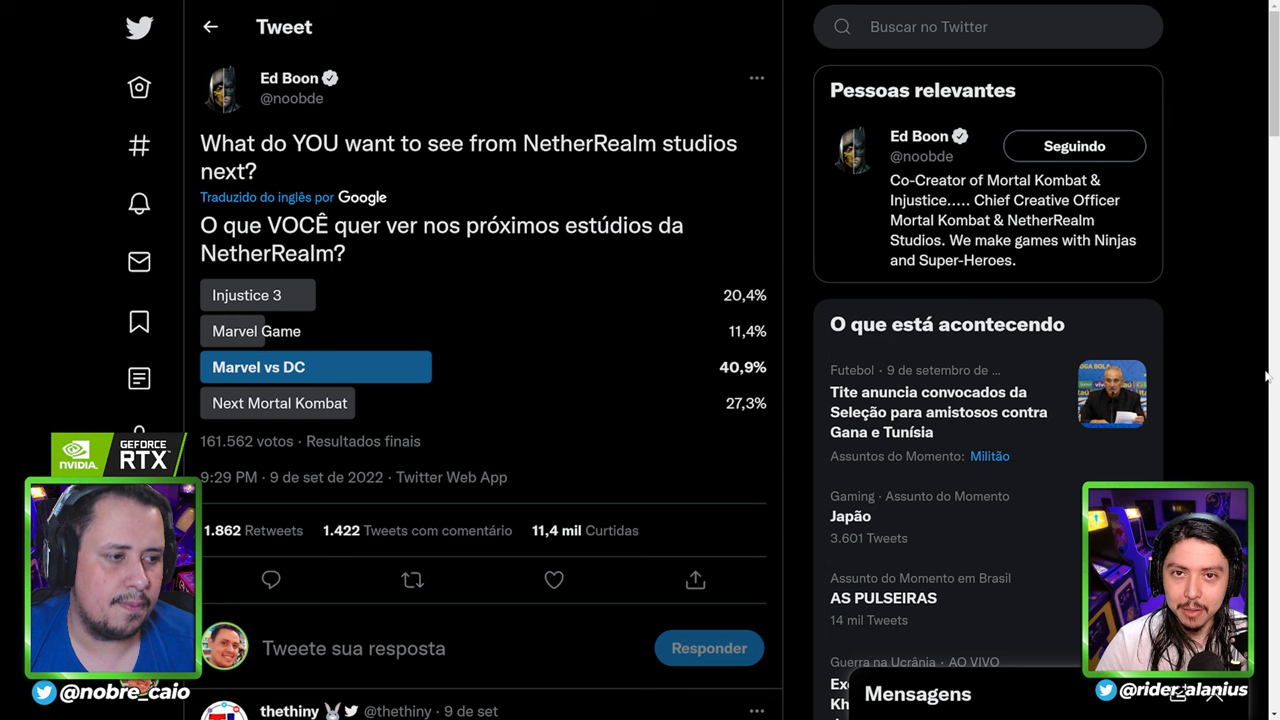 Tweet
Ed Boon
@noobde
What do YOU want to see from NetherRealm studios
next?
Traduzido do inglês por Google
O que VOCÊ quer ver nos próximos estúdios da
NetherRealm?
Injustice 3 20,4%
Marvel Game 11,4%
Marvel vs DC 40,9%
Next Mortal Kombat 27,3%
161.562 votos · Resultados finais
9:29 PM · 9 de set de 2022 · Twitter Web App
1.862 Retweets 1.422 Tweets com comentário 11,4 mil Curtidas
Tweete sua resposta
Responder
thethiny @thethiny · 9 de set
Buscar no Twitter
Pessoas relevantes
Ed Boon
@noobde
Seguindo
Co-Creator of Mortal Kombat &
Injustice..... Chief Creative Officer
Mortal Kombat & NetherRealm
Studios. We make games with Ninjas
and Super-Heroes.
O que está acontecendo
Futebol · 9 de setembro de ...
Tite anuncia convocados da
Seleção para amistosos contra
Gana e Tunísia
Assuntos do Momento: Militão
Gaming · Assunto do Momento
Japão
3.601 Tweets
Assunto do Momento em Brasil
AS PULSEIRAS
14 mil Tweets
Guerra na Ucrânia · AO VIVO
Mensagens
NVIDIA.
GEFORCE
RTX
@nobre_caio
@rider_alanius